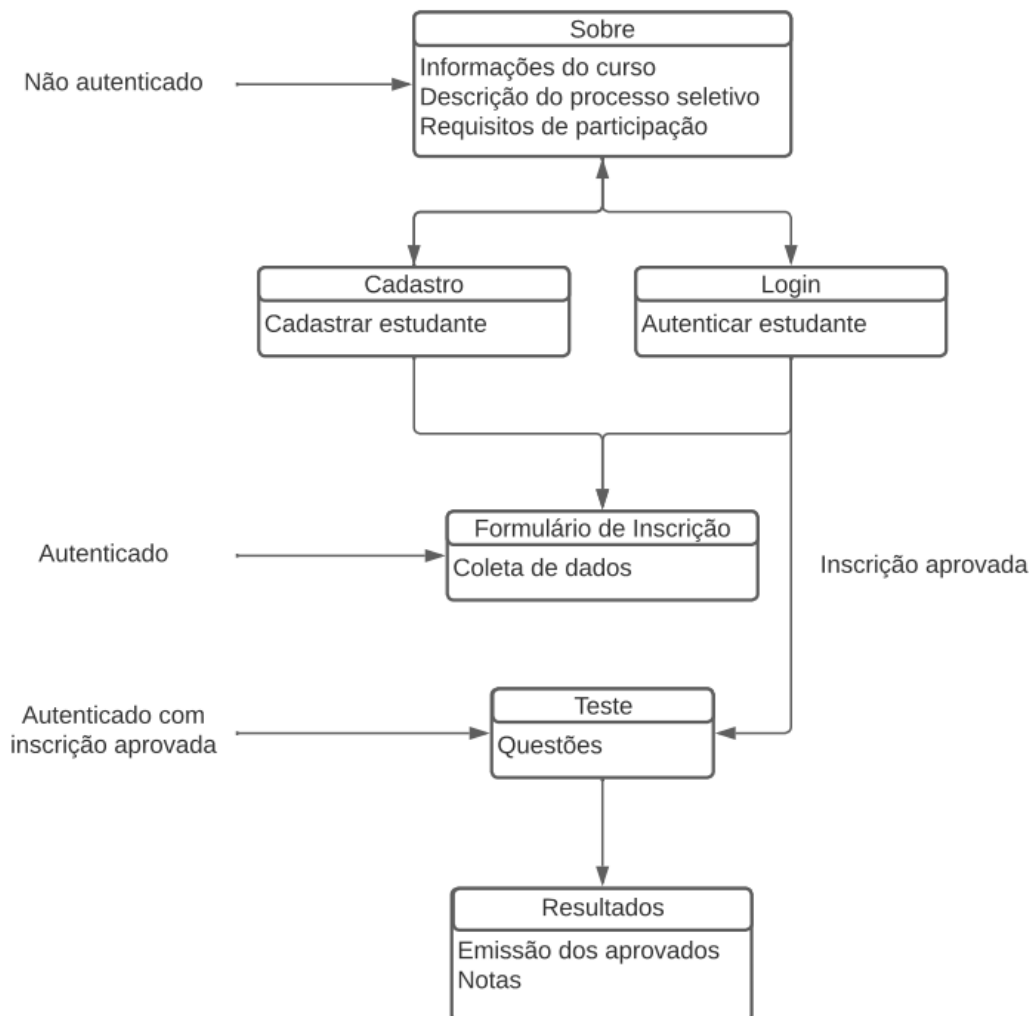 Sobre
Não autenticado
Informações do curso
Descrição do processo seletivo
Requisitos de participação
Cadastro
Cadastrar estudante
Login
Autenticar estudante
Autenticado
Formulário de Inscrição
Coleta de dados
Inscrição aprovada
Autenticado com
inscrição aprovada
Teste
Questões
Resultados
Emissão dos aprovados
Notas